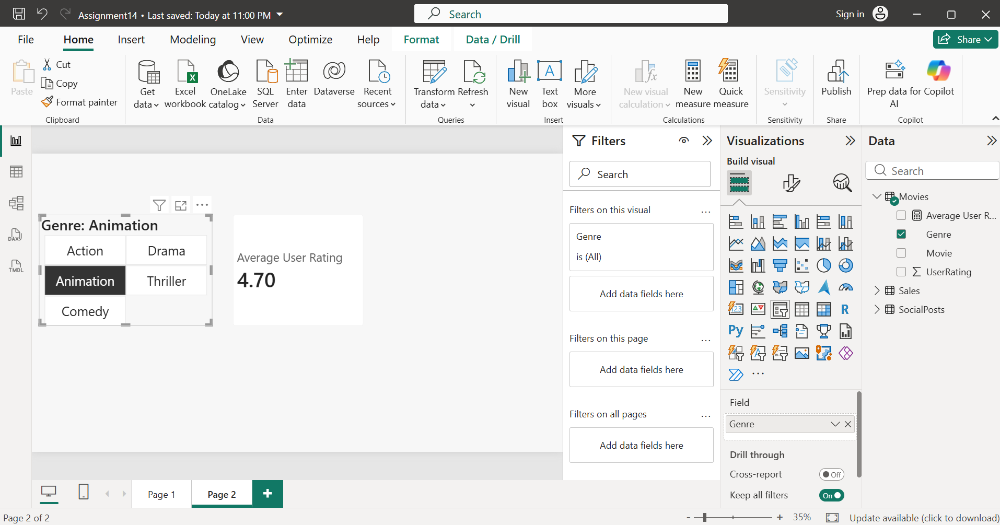 Assignment14 • Last saved: Today at 11:00 PM
Search
Sign in
File
Home
Insert
Modeling
View
Optimize
Help
Format
Data / Drill
Share
Paste
Cut
Copy
Format painter
Clipboard
Get data
Excel workbook
OneLake catalog
SQL Server
Enter data
Dataverse
Recent sources
Data
Transform data
Refresh
Queries
New visual
Text box
More visuals
Insert
New visual calculation
New measure
Quick measure
Calculations
Sensitivity
Sensitivity
Publish
Share
Prep data for AI
Copilot
Copilot
DAX
TMDL
Genre: Animation
Action
Drama
Animation
Thriller
Comedy
Average User Rating
4.70
Filters
Search
Filters on this visual
...
Genre
is (All)
Add data fields here
Filters on this page
...
Add data fields here
Filters on all pages
...
Add data fields here
Visualizations
Build visual
123
R
Py
...
Field
Genre
Drill through
Cross-report
Off
Keep all filters
On
Data
Search
Movies
Average User R...
Genre
Movie
UserRating
Sales
SocialPosts
Page 1
Page 2
+
Page 2 of 2
-
+
35%
Update available (click to download)